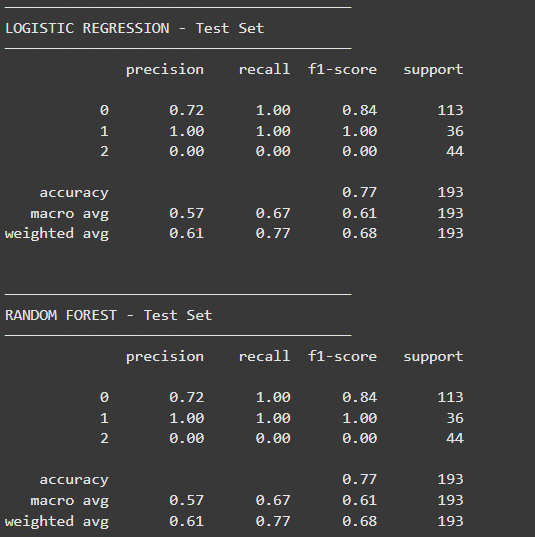 LOGISTIC REGRESSION - Test Set
precision recall f1-score support
0 0.72 1.00 0.84 113
1 1.00 1.00 1.00 36
2 0.00 0.00 0.00 44
accuracy 0.77 193
macro avg 0.57 0.67 0.61 193
weighted avg 0.61 0.77 0.68 193
RANDOM FOREST - Test Set
precision recall f1-score support
0 0.72 1.00 0.84 113
1 1.00 1.00 1.00 36
2 0.00 0.00 0.00 44
accuracy 0.77 193
macro avg 0.57 0.67 0.61 193
weighted avg 0.61 0.77 0.68 193